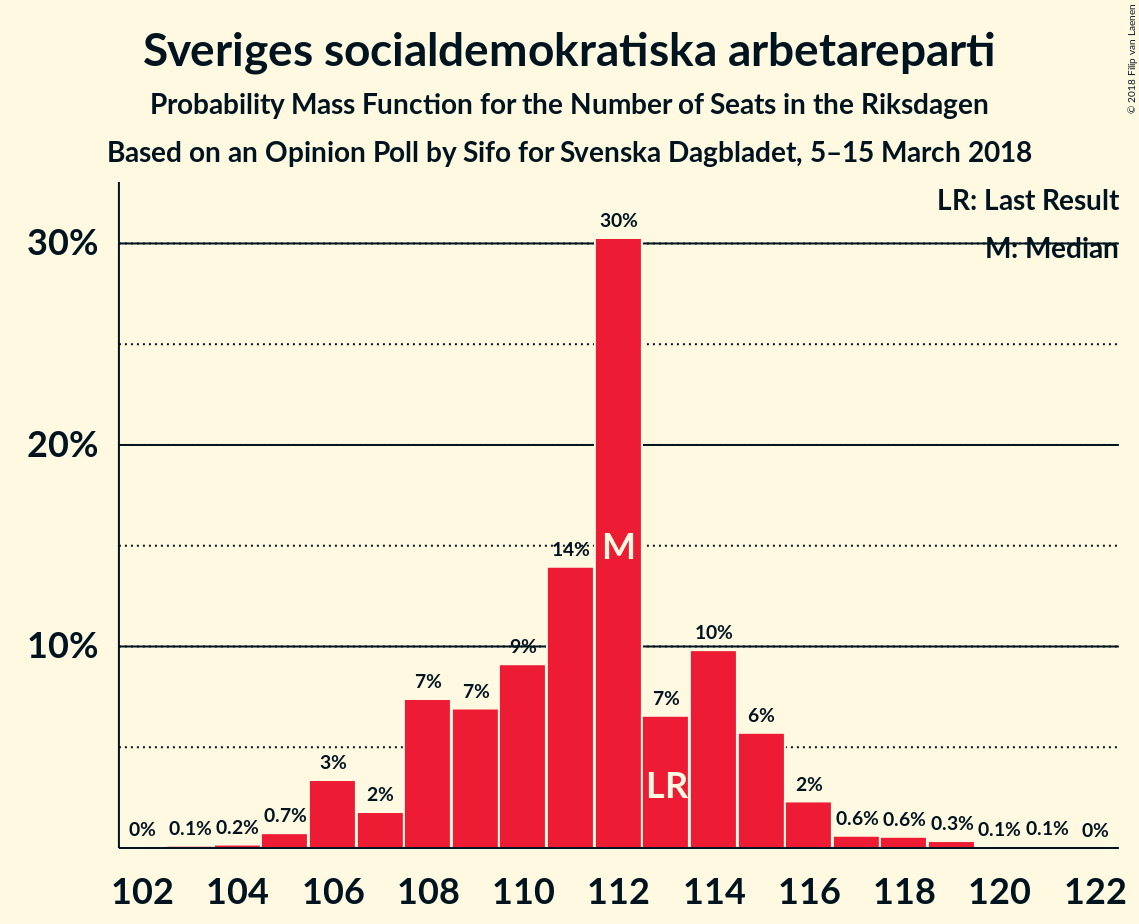 Sveriges socialdemokratiska arbetareparti
Probability Mass Function for the Number of Seats in the Riksdagen
Based on an Opinion Poll by Sifo for Svenska Dagbladet, 5–15 March 2018
© 2018 Filip van Laenen
LR: Last Result
M: Median
30%
20%
10%
0% 0.1% 0.2% 0.7% 3% 2% 7% 7% 9% 14% 30% 7% 10% 6% 2% 0.6% 0.6% 0.3% 0.1% 0.1% 0%
M
LR
102 104 106 108 110 112 114 116 118 120 122